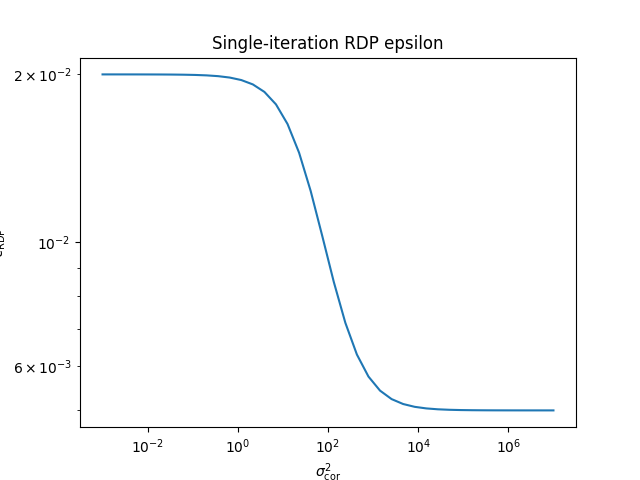 Single-iteration RDP epsilon
2 × 10⁻²
10⁻²
6 × 10⁻³
10⁻² 10⁰ 10² 10⁴ 10⁶
σ²cor